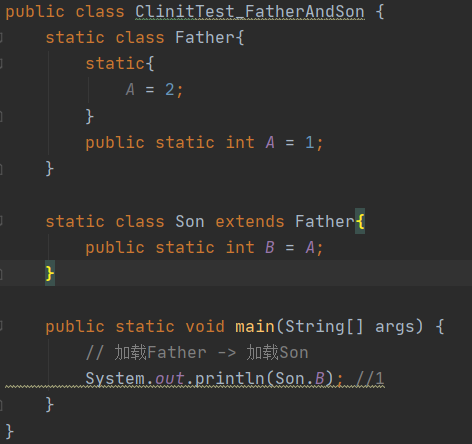 public class ClinitTest_FatherAndSon {
    static class Father{
        static{
            A = 2;
        }
        public static int A = 1;
    }

    static class Son extends Father{
        public static int B = A;
    }

    public static void main(String[] args) {
        // 加载Father -> 加载Son
        System.out.println(Son.B); //1
    }
}